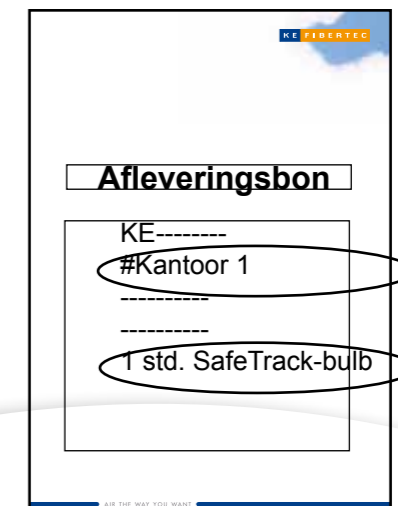 KE FIBERTEC
Afleveringsbon
KE--------
#Kantoor 1
----------
----------
1 std. SafeTrack-bulb
AIR THE WAY YOU WANT